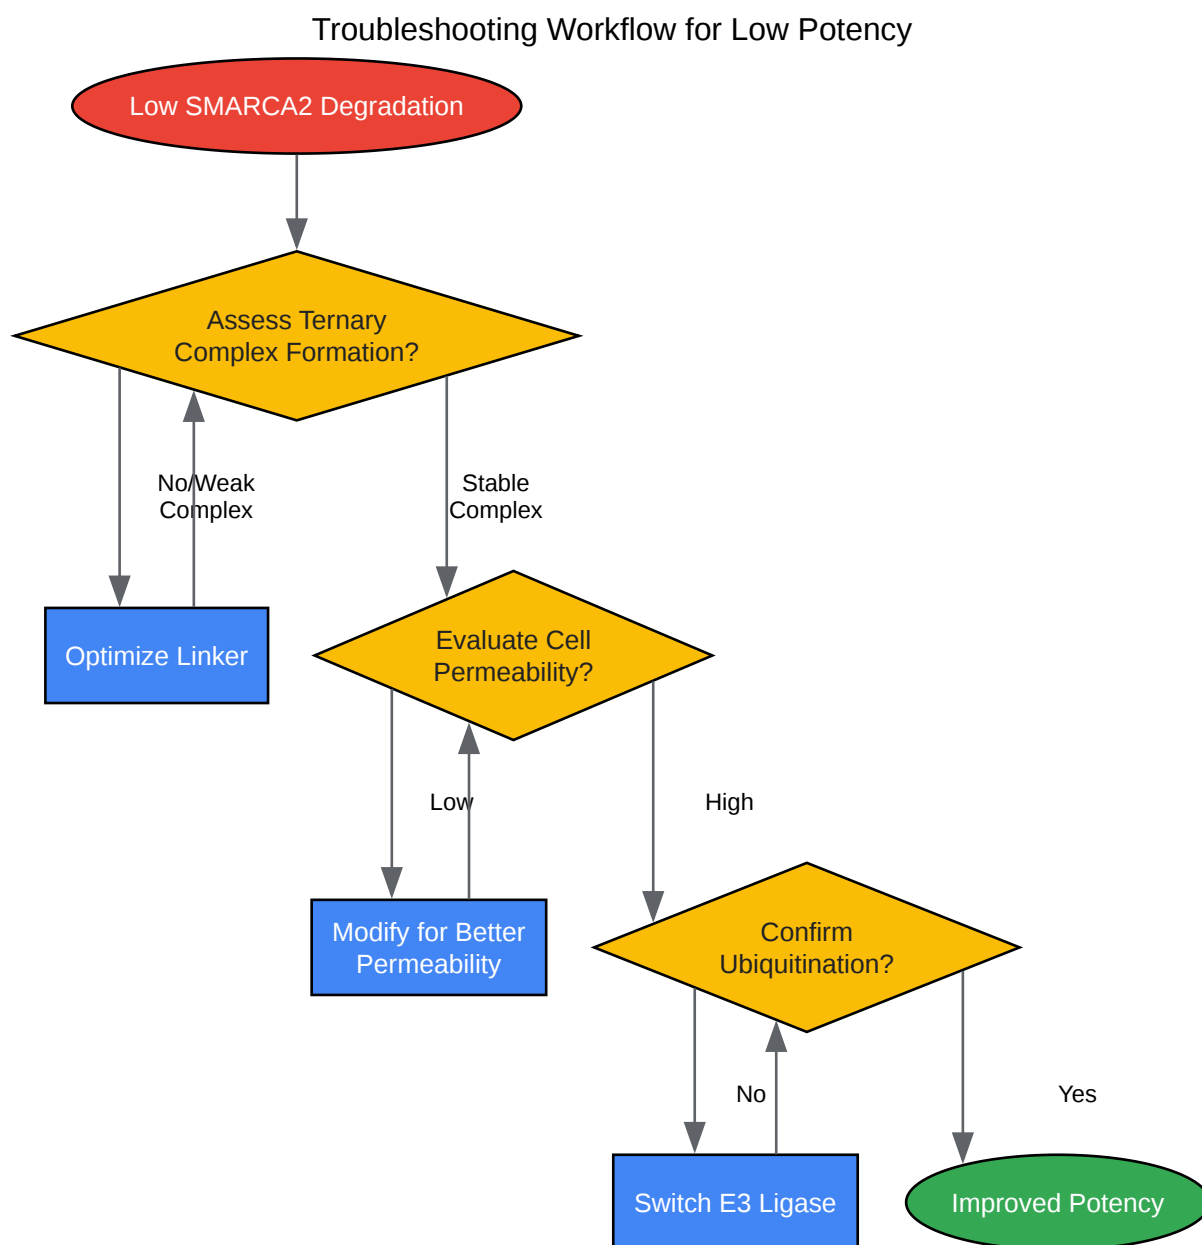 Troubleshooting Workflow for Low Potency
Low SMARCA2 Degradation
Assess Ternary
Complex Formation?
No/Weak
Complex
Stable
Complex
Optimize Linker
Evaluate Cell
Permeability?
Low
High
Modify for Better
Permeability
Confirm
Ubiquitination?
No
Yes
Switch E3 Ligase
Improved Potency